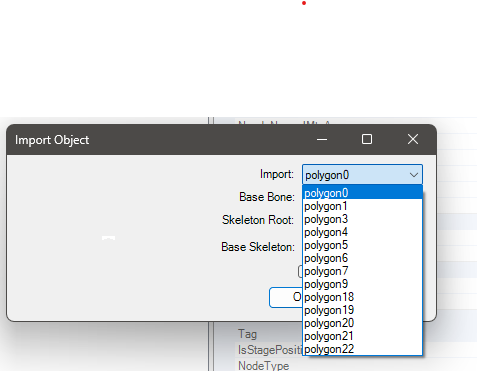 Import Object
Import:
polygon0
Base Bone:
Skeleton Root:
Base Skeleton:
polygon0
polygon1
polygon3
polygon4
polygon5
polygon6
polygon7
polygon9
polygon18
polygon19
polygon20
polygon21
polygon22
O
Tag
IsStagePositi
NodeType